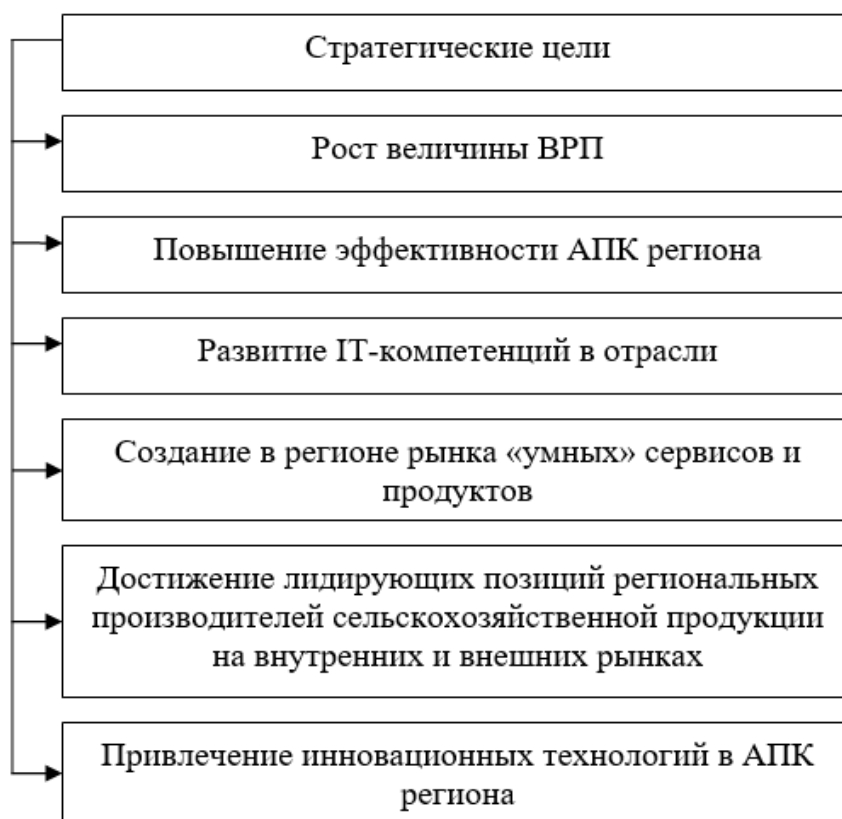 Стратегические цели
Рост величины ВРП
Повышение эффективности АПК региона
Развитие IT-компетенций в отрасли
Создание в регионе рынка «умных» сервисов и
продуктов
Достижение лидирующих позиций региональных
производителей сельскохозяйственной продукции
на внутренних и внешних рынках
Привлечение инновационных технологий в АПК
региона